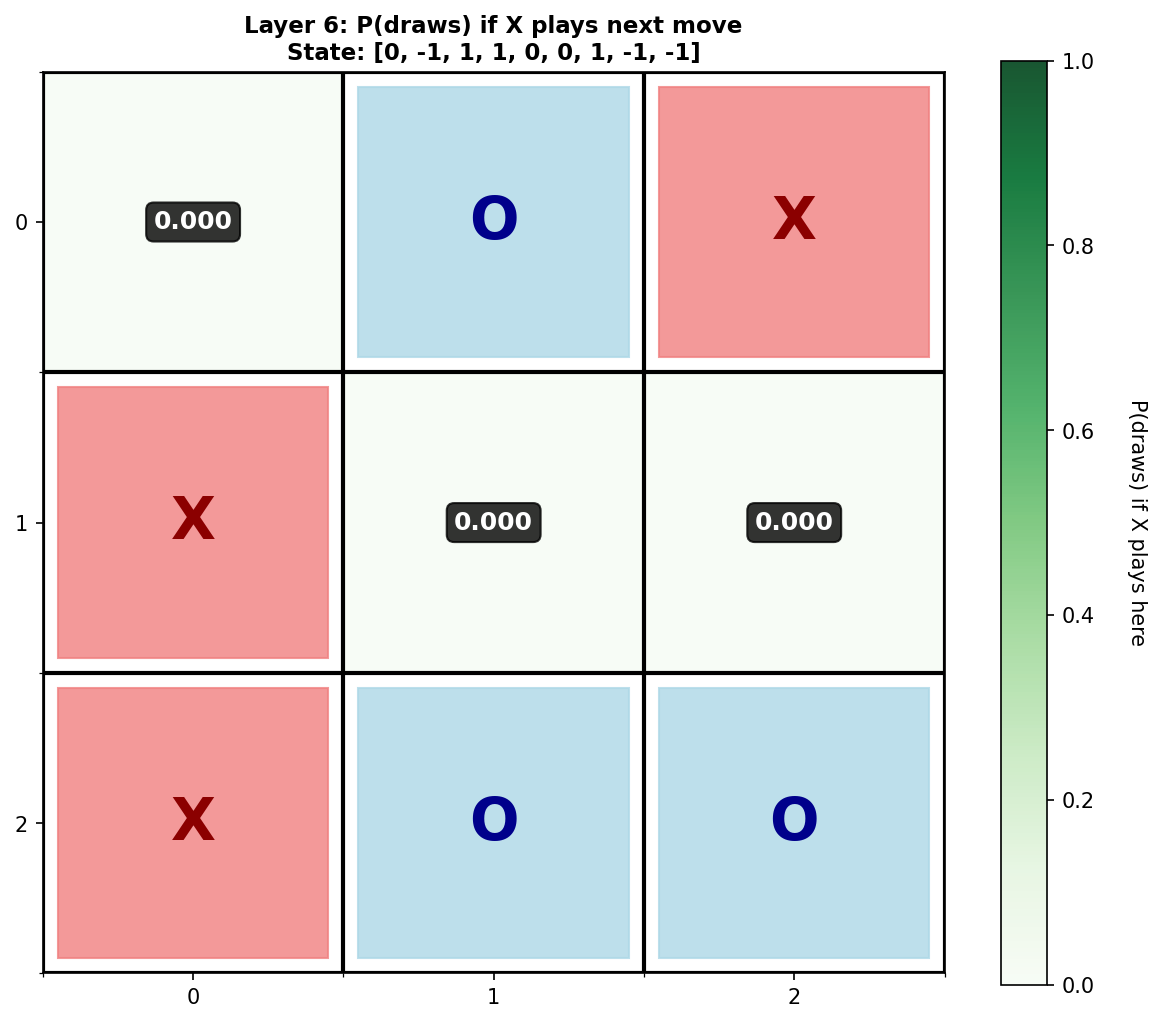 Layer 6: P(draws) if X plays next move
State: [0, -1, 1, 1, 0, 0, 1, -1, -1]
0
0.000
O
X
1
X
0.000
0.000
2
X
O
O
0
1
2
1.0
0.8
0.6
0.4
0.2
0.0
P(draws) if X plays here